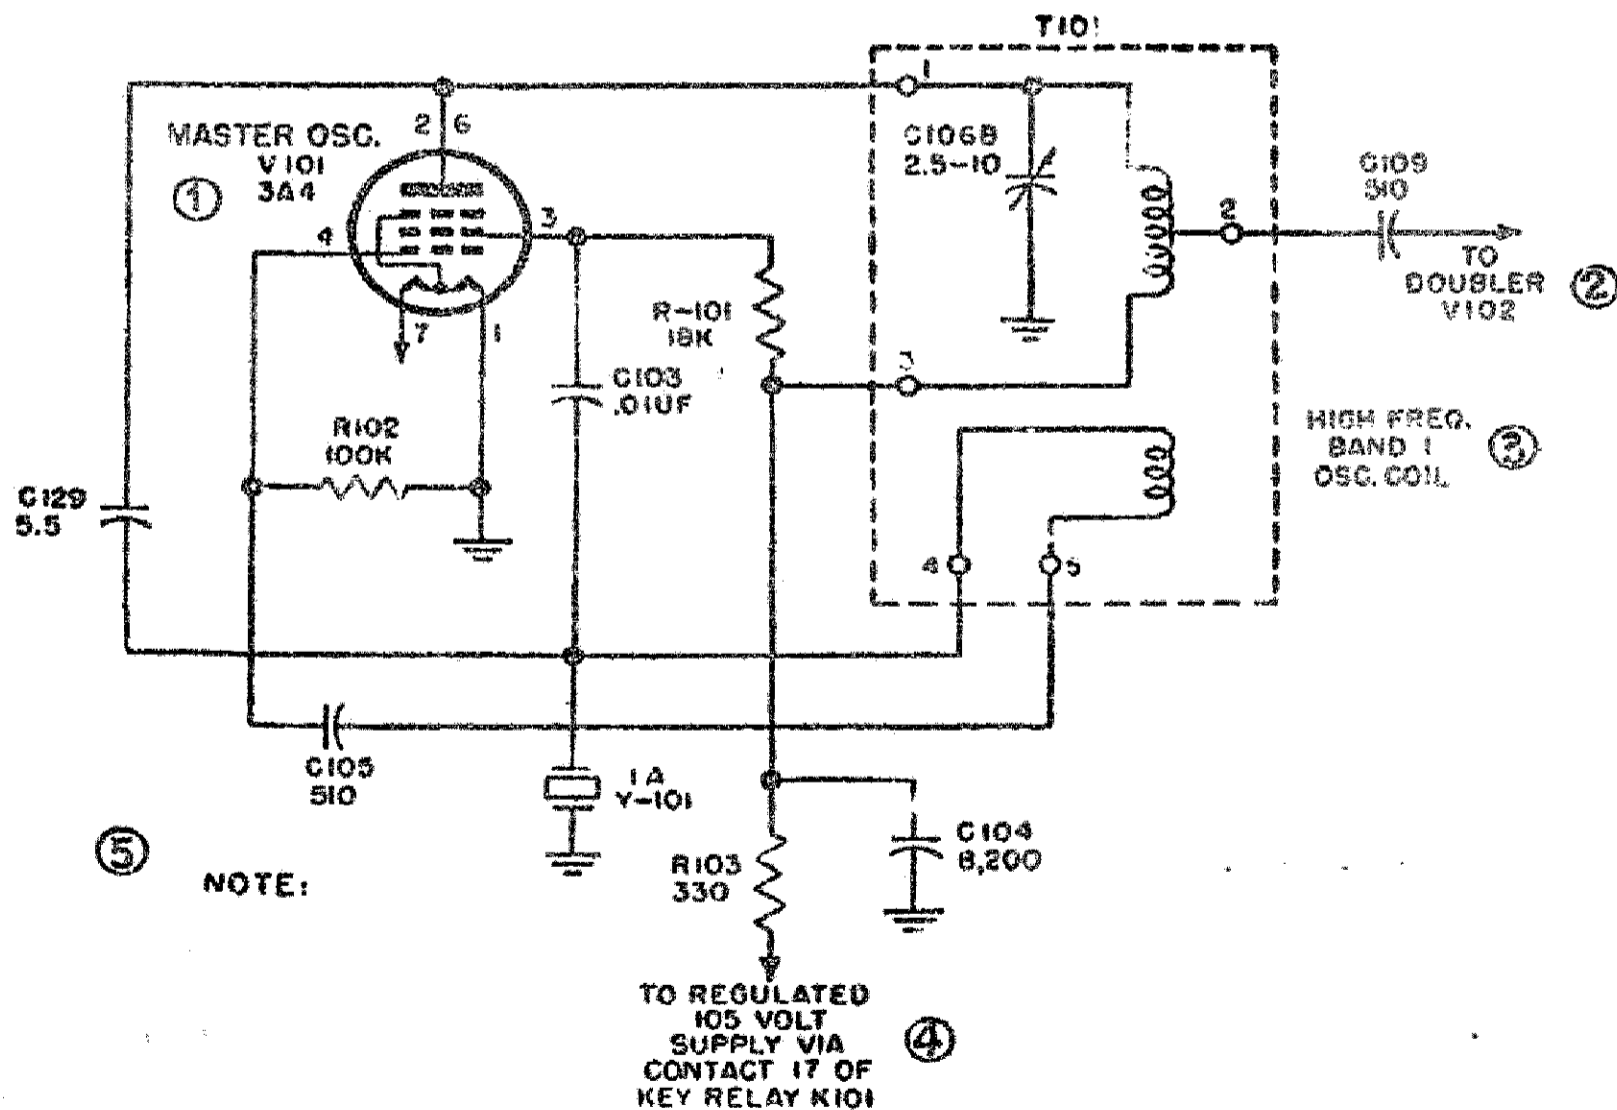 T101
1
2 6
MASTER OSC.
V101
3A4
①
C106B
2.5-10
C109
510
3
4
2
TO
DOUBLER
V102
②
R-101
18K
7
1
3
C103
.01UF
R102
100K
HIGH FREQ.
BAND 1
OSC. COIL
③
C129
5.5
4
5
C105
510
1A
Y-101
C104
8,200
⑤
NOTE:
R103
330
TO REGULATED
105 VOLT
SUPPLY VIA
CONTACT 17 OF
KEY RELAY K101
④